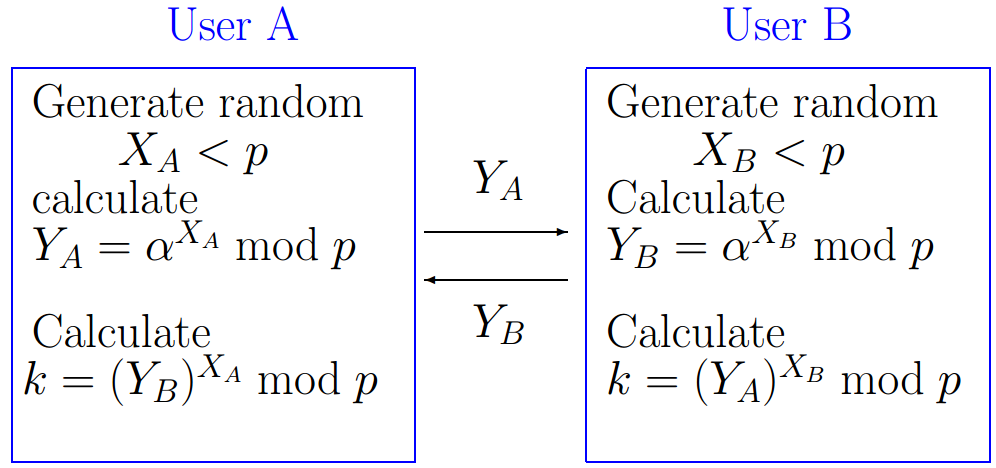 User A
Generate random
X_A < p
calculate
Y_A = α^{X_A} mod p
Calculate
k = (Y_B)^{X_A} mod p
Y_A
Y_B
User B
Generate random
X_B < p
Calculate
Y_B = α^{X_B} mod p
Calculate
k = (Y_A)^{X_B} mod p